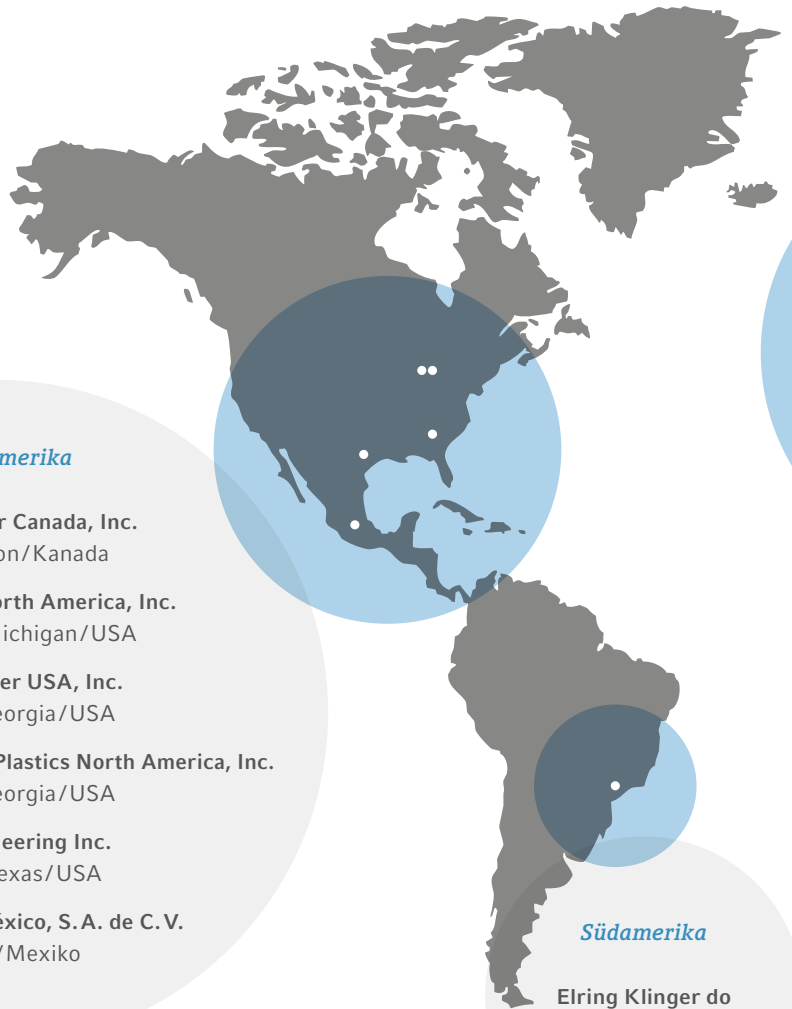 merika
r Canada, Inc.
on/Kanada
orth America, Inc.
ichigan/USA
er USA, Inc.
eorgia/USA
Plastics North America, Inc.
eorgia/USA
eering Inc.
exas/USA
éxico, S.A. de C.V.
/Mexiko
Südamerika
Elring Klinger do